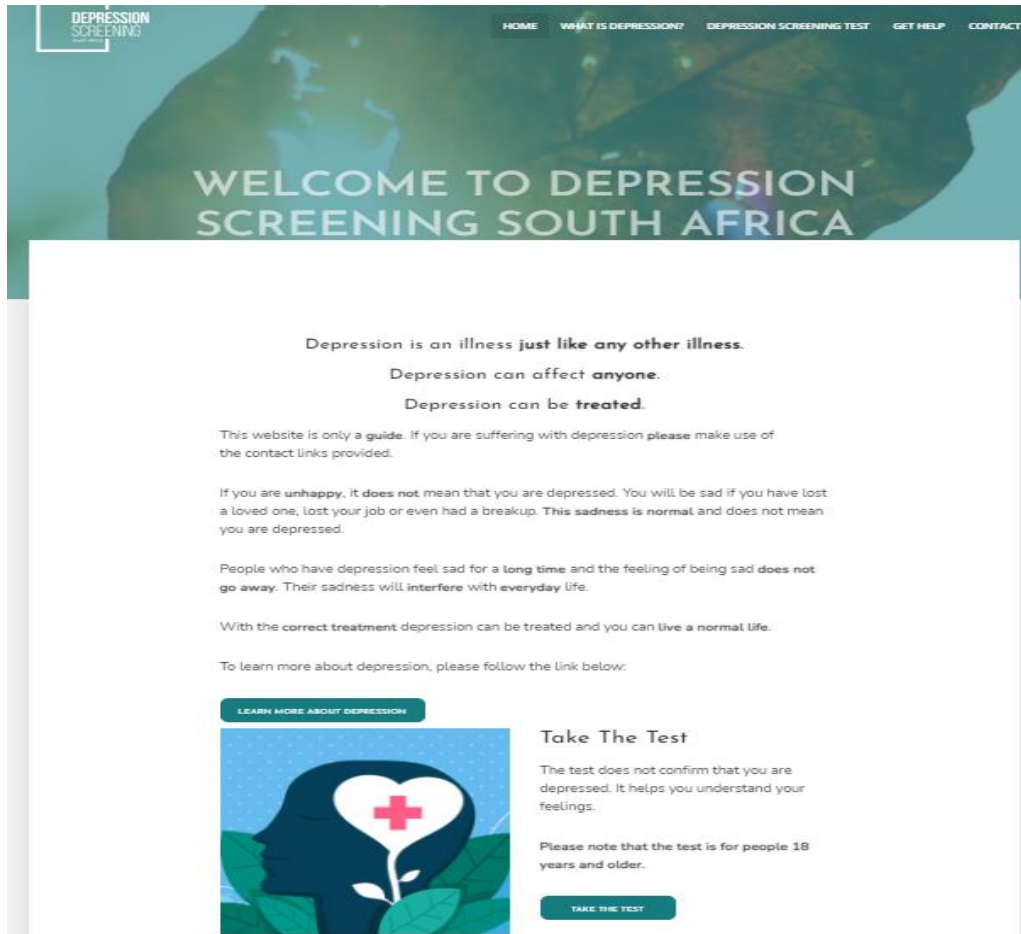 DEPRESSION
SCREENING
HOME WHAT IS DEPRESSION? DEPRESSION SCREENING TEST GET HELP CONTACT
WELCOME TO DEPRESSION
SCREENING SOUTH AFRICA
Depression is an illness just like any other illness.
Depression can affect anyone.
Depression can be treated.
This website is only a guide. If you are suffering with depression please make use of
the contact links provided.
If you are unhappy, it does not mean that you are depressed. You will be sad if you have lost
a loved one, lost your job or even had a breakup. This sadness is normal and does not mean
you are depressed.
People who have depression feel sad for a long time and the feeling of being sad does not
go away. Their sadness will interfere with everyday life.
With the correct treatment depression can be treated and you can live a normal life.
To learn more about depression, please follow the link below:
LEARN MORE ABOUT DEPRESSION
Take The Test
The test does not confirm that you are
depressed. It helps you understand your
feelings.
Please note that the test is for people 18
years and older.
TAKE THE TEST